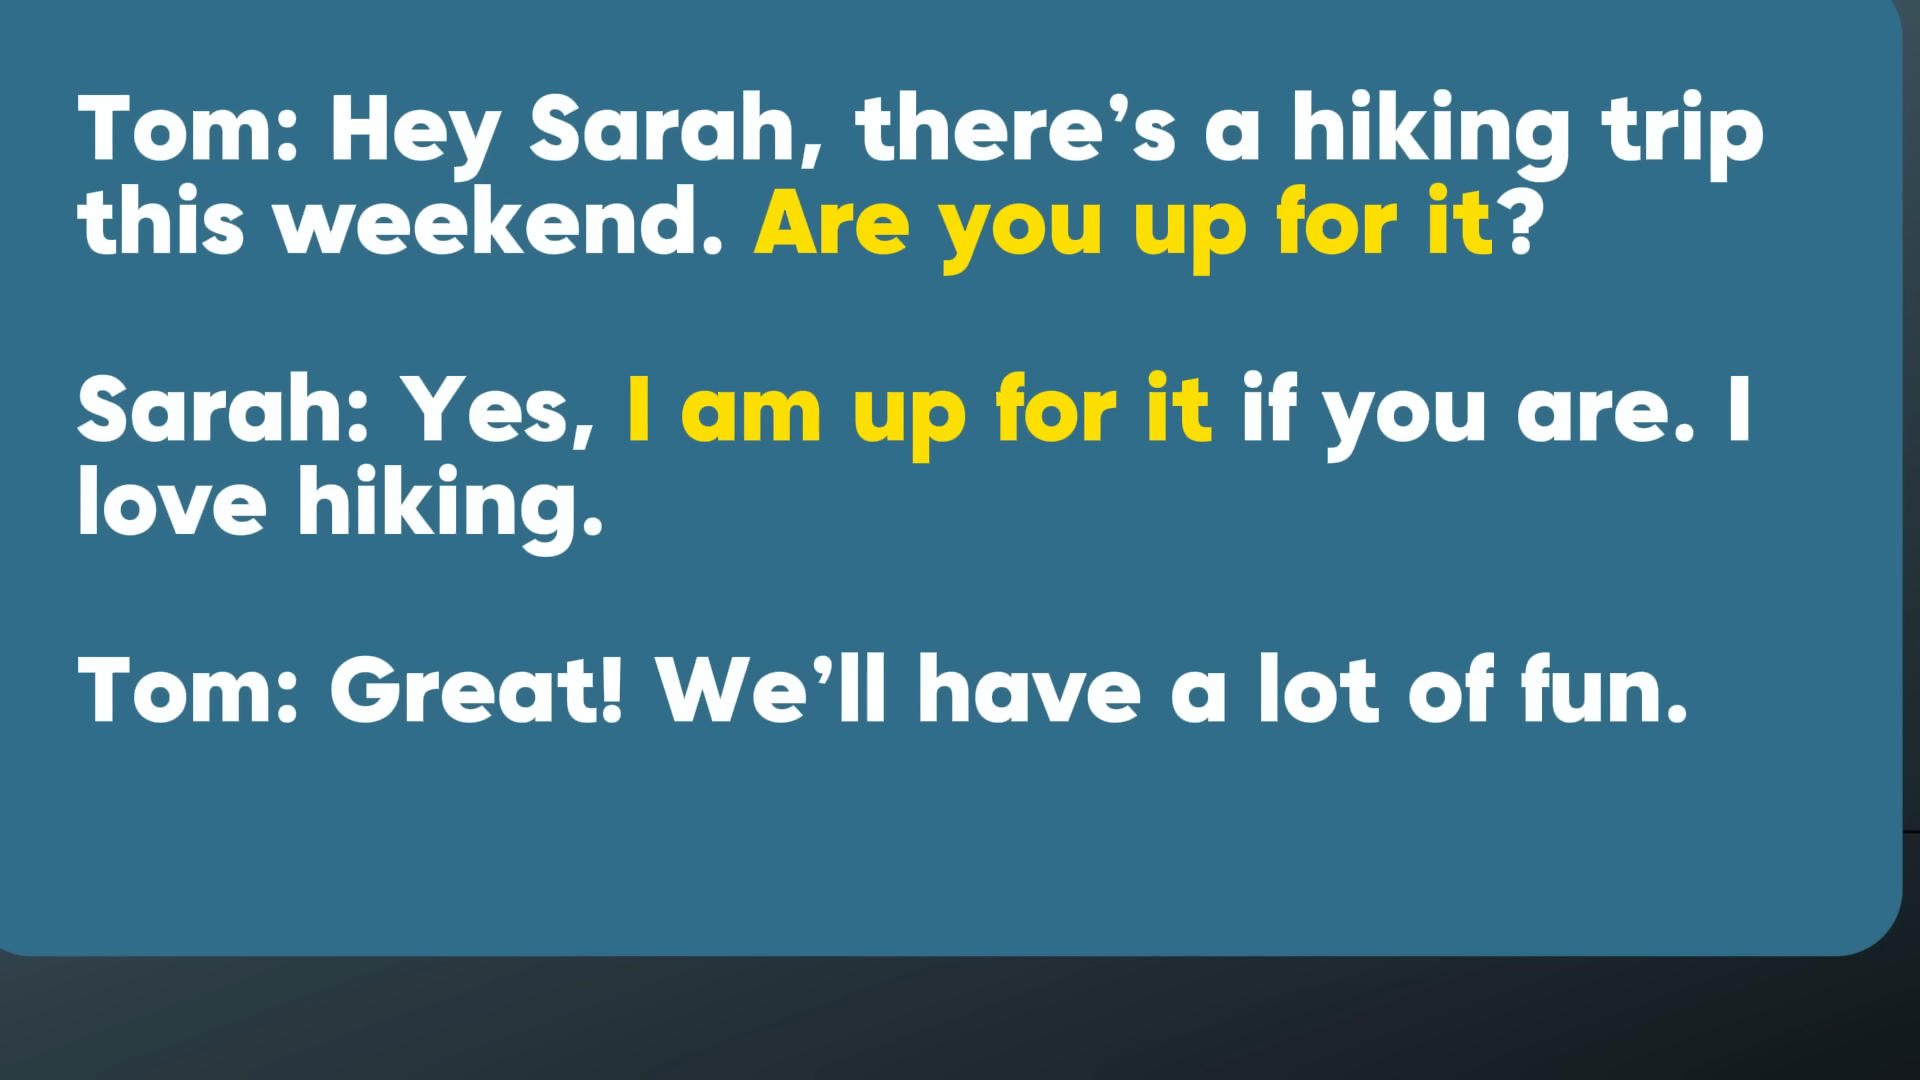 Tom: Hey Sarah, there’s a hiking trip
this weekend. Are you up for it?
Sarah: Yes, I am up for it if you are. I
love hiking.
Tom: Great! We’ll have a lot of fun.